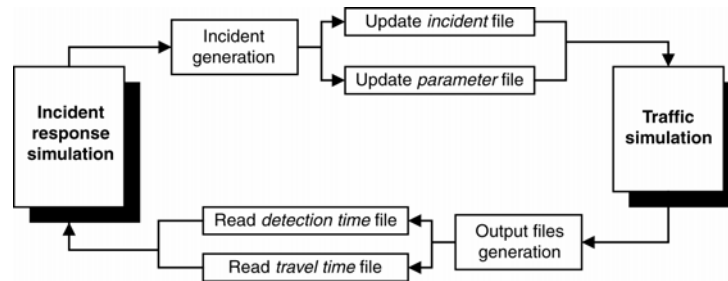 Incident
generation
Update incident file
Update parameter file
Incident
response
simulation
Traffic
simulation
Read detection time file
Read travel time file
Output files
generation